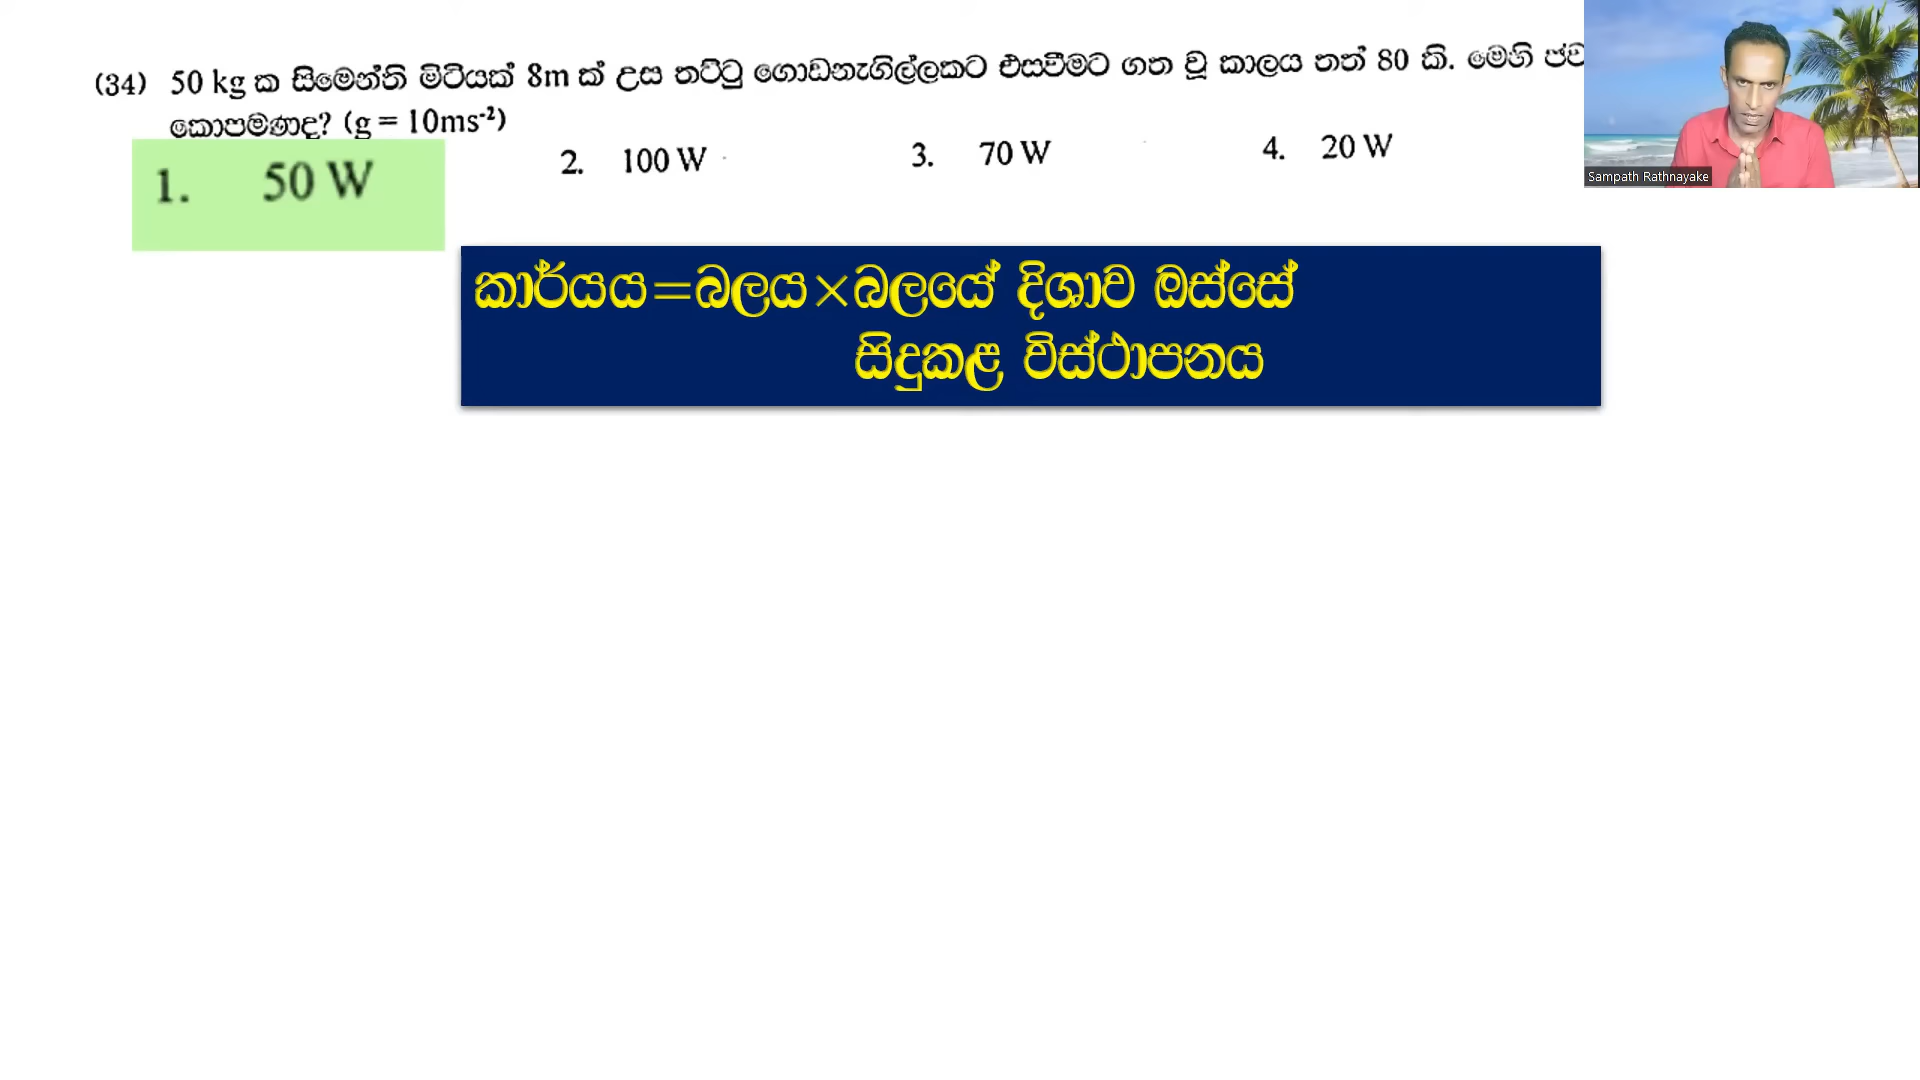 (34) 50 kg ක සිමෙන්ති මිටියක් 8m ක් උස තට්ටු ගොඩනැගිල්ලකට එසවීමට ගත වූ කාලය තත් 80 කි. මෙහි
කොපමණද? (g = 10ms⁻²)
1. 50 W 2. 100 W 3. 70 W 4. 20 W
Sampath Rathnayake
කාර්යය=බලය×බලයේ දිශාව ඔස්සේ
සිදුකළ විස්ථාපනය